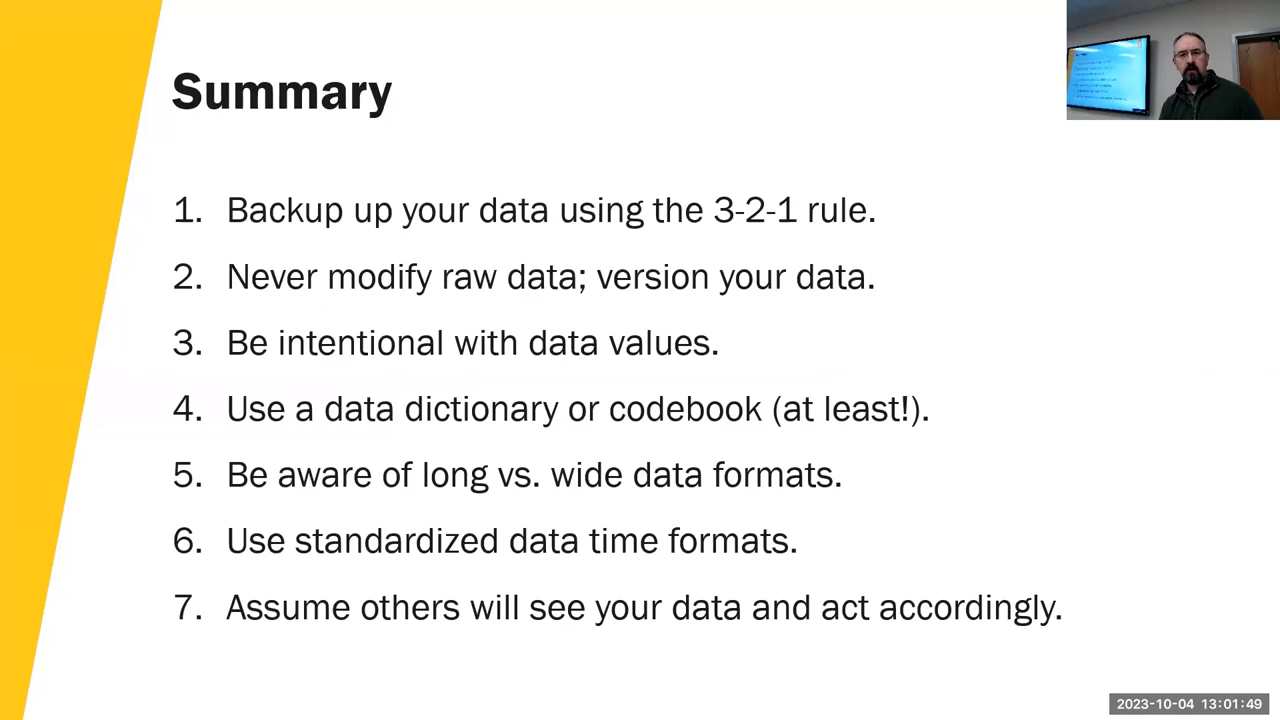 Summary
1. Backup up your data using the 3-2-1 rule.
2. Never modify raw data; version your data.
3. Be intentional with data values.
4. Use a data dictionary or codebook (at least!).
5. Be aware of long vs. wide data formats.
6. Use standardized data time formats.
7. Assume others will see your data and act accordingly.
2023-10-04 13:01:49